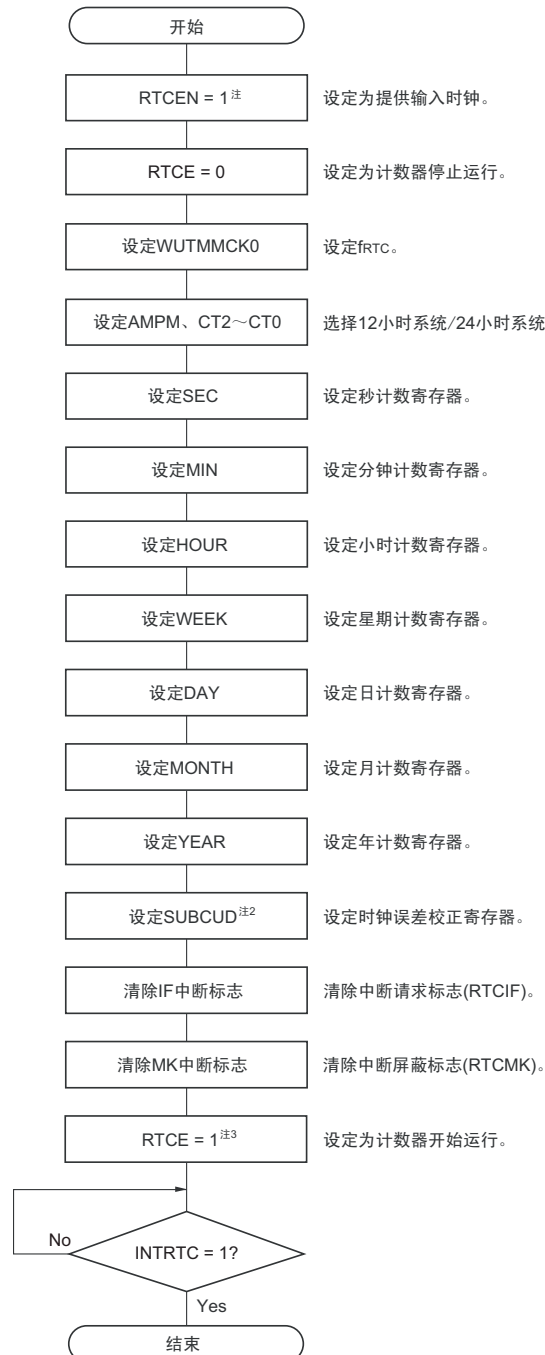 开始
RTCEN = 1注 设定为提供输入时钟。
RTCE = 0 设定为计数器停止运行。
设定WUTMMCK0 设定fRTC。
设定AMPM、CT2～CT0 选择12小时系统/24小时系统
设定SEC 设定秒计数寄存器。
设定MIN 设定分钟计数寄存器。
设定HOUR 设定小时计数寄存器。
设定WEEK 设定星期计数寄存器。
设定DAY 设定日计数寄存器。
设定MONTH 设定月计数寄存器。
设定YEAR 设定年计数寄存器。
设定SUBCUD注2 设定时钟误差校正寄存器。
清除IF中断标志 清除中断请求标志(RTCIF)。
清除MK中断标志 清除中断屏蔽标志(RTCMK)。
RTCE = 1注3 设定为计数器开始运行。
No
INTRTC = 1?
Yes
结束